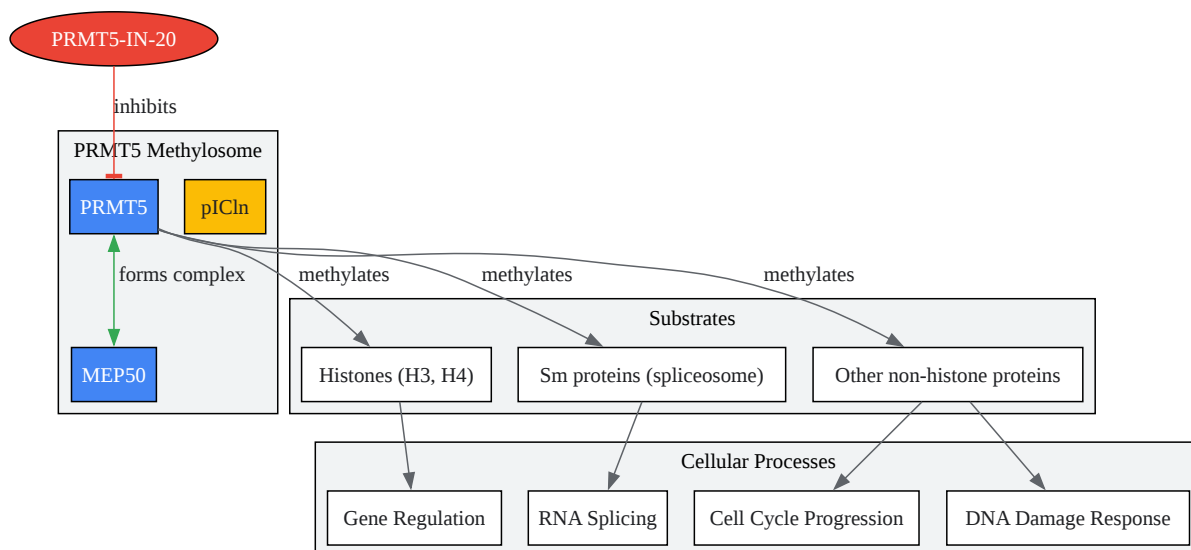 PRMT5-IN-20
inhibits
PRMT5 Methylosome
PRMT5
pICln
forms complex
methylates
methylates
methylates
MEP50
Substrates
Histones (H3, H4)
Sm proteins (spliceosome)
Other non-histone proteins
Cellular Processes
Gene Regulation
RNA Splicing
Cell Cycle Progression
DNA Damage Response